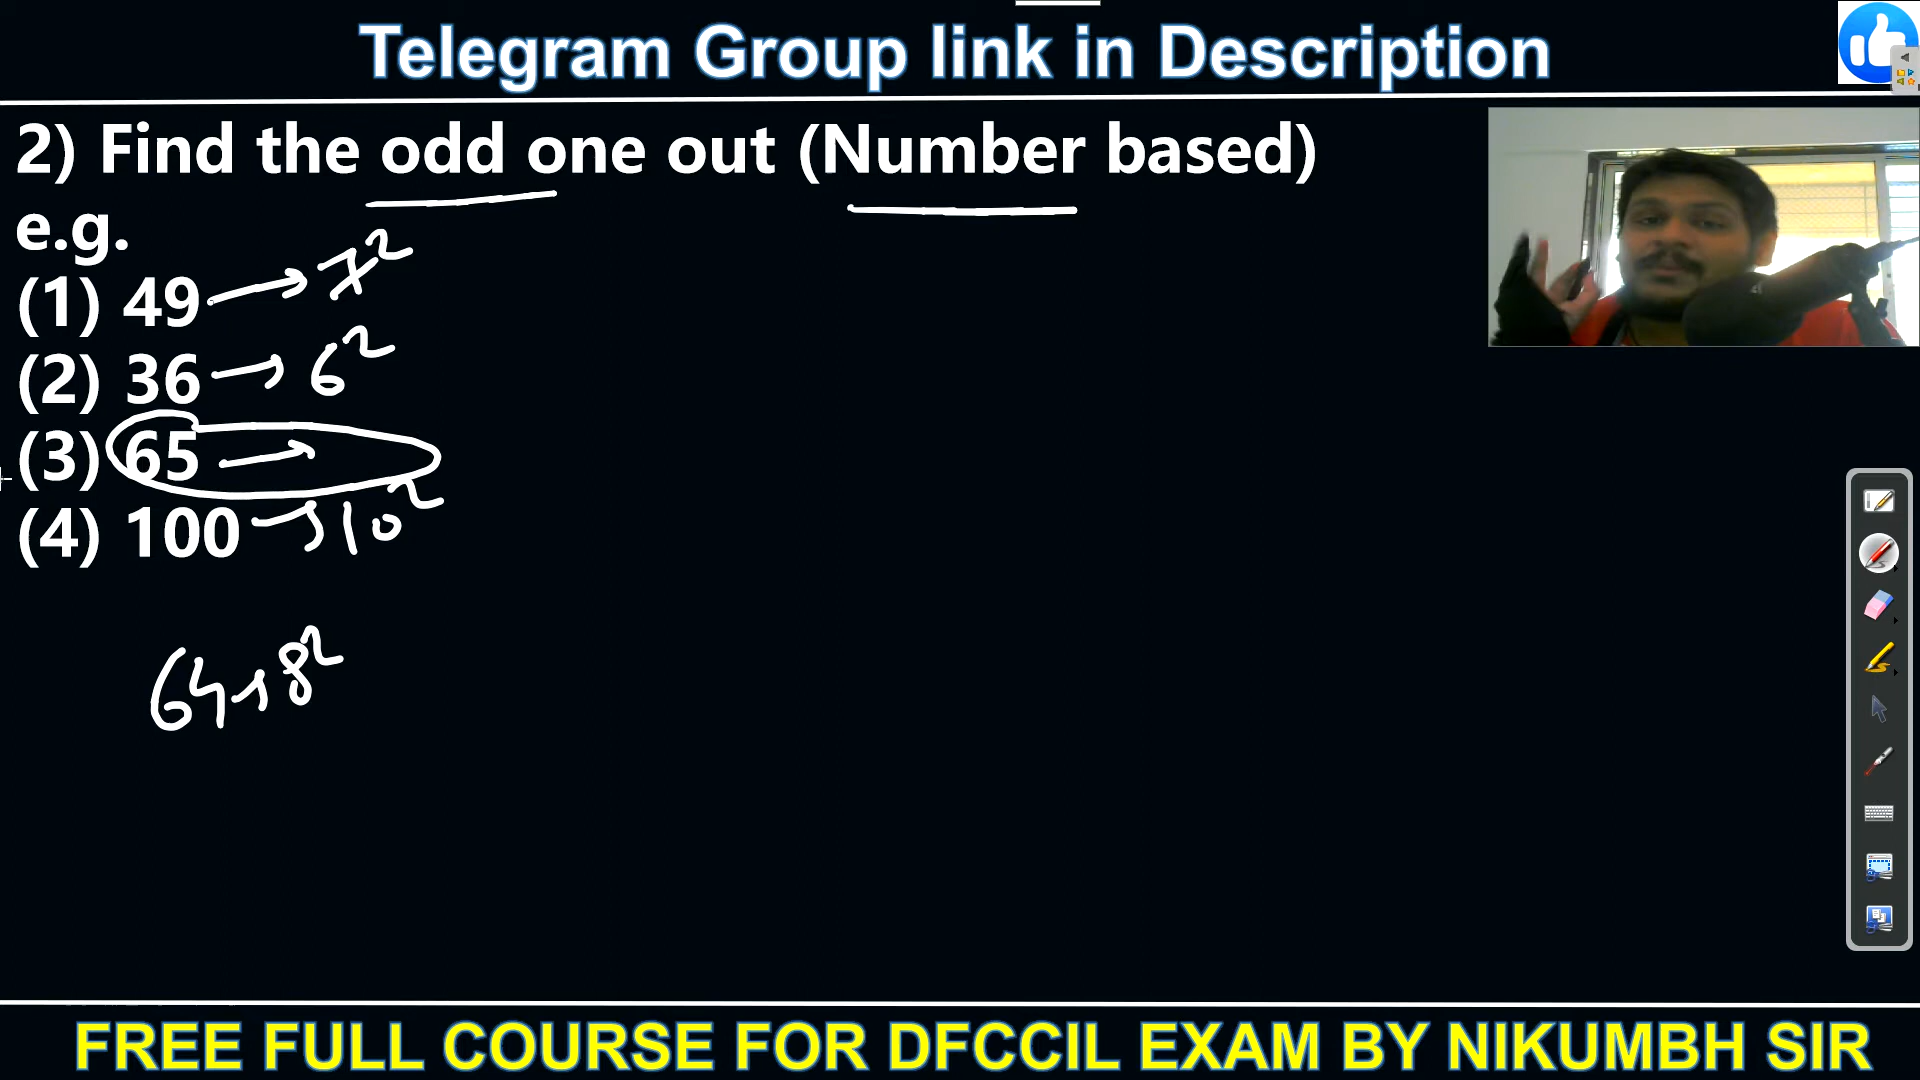 Telegram Group link in Description
2) Find the odd one out (Number based)
e.g.
(1) 49 → 7²
(2) 36 → 6²
(3) 65 →
(4) 100 → 10²
64 → 8²
FREE FULL COURSE FOR DFCCIL EXAM BY NIKUMBH SIR